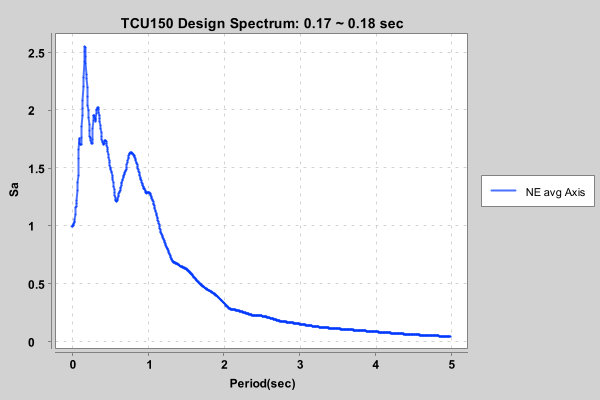 TCU150 Design Spectrum: 0.17 ~ 0.18 sec
2.5
2
1.5
1
0.5
0
Sa
0 1 2 3 4 5
Period(sec)
NE avg Axis